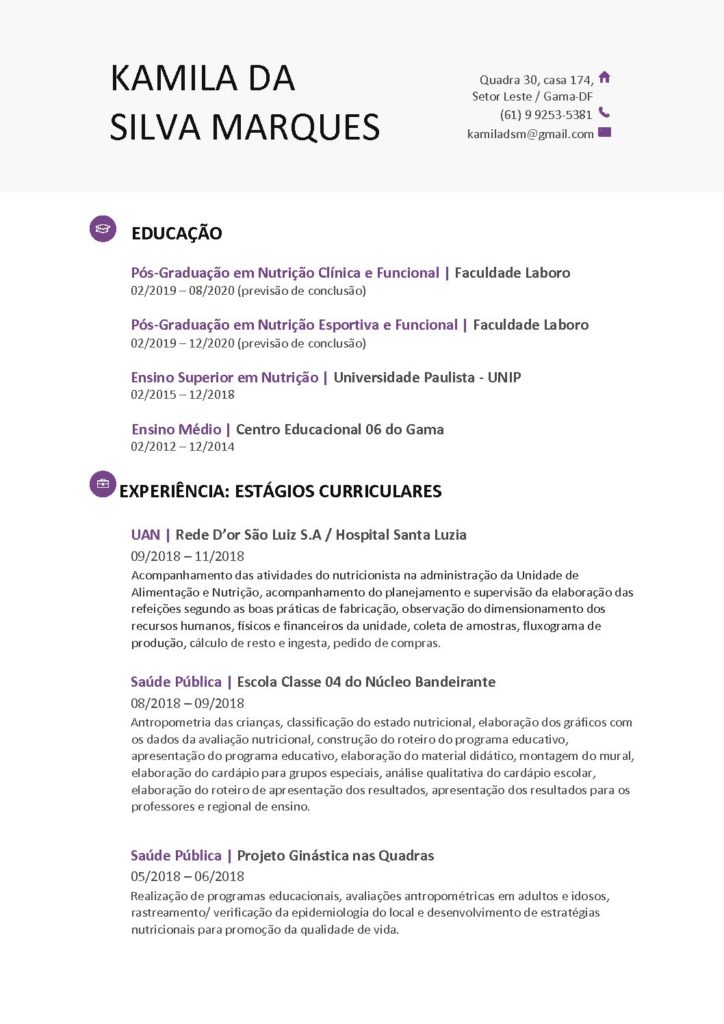 KAMILA DA
SILVA MARQUES
Quadra 30, casa 174,
Setor Leste / Gama-DF
(61) 9 9253-5381
kamiladsm@gmail.com
EDUCAÇÃO
Pós-Graduação em Nutrição Clínica e Funcional | Faculdade Laboro
02/2019 – 08/2020 (previsão de conclusão)
Pós-Graduação em Nutrição Esportiva e Funcional | Faculdade Laboro
02/2019 – 12/2020 (previsão de conclusão)
Ensino Superior em Nutrição | Universidade Paulista - UNIP
02/2015 – 12/2018
Ensino Médio | Centro Educacional 06 do Gama
02/2012 – 12/2014
EXPERIÊNCIA: ESTÁGIOS CURRICULARES
UAN | Rede D’or São Luiz S.A / Hospital Santa Luzia
09/2018 – 11/2018
Acompanhamento das atividades do nutricionista na administração da Unidade de
Alimentação e Nutrição, acompanhamento do planejamento e supervisão da elaboração das
refeições segundo as boas práticas de fabricação, observação do dimensionamento dos
recursos humanos, físicos e financeiros da unidade, coleta de amostras, fluxograma de
produção, cálculo de resto e ingesta, pedido de compras.
Saúde Pública | Escola Classe 04 do Núcleo Bandeirante
08/2018 – 09/2018
Antropometria das crianças, classificação do estado nutricional, elaboração dos gráficos com
os dados da avaliação nutricional, construção do roteiro do programa educativo,
apresentação do programa educativo, elaboração do material didático, montagem do mural,
elaboração do cardápio para grupos especiais, análise qualitativa do cardápio escolar,
elaboração do roteiro de apresentação dos resultados, apresentação dos resultados para os
professores e regional de ensino.
Saúde Pública | Projeto Ginástica nas Quadras
05/2018 – 06/2018
Realização de programas educacionais, avaliações antropométricas em adultos e idosos,
rastreamento/ verificação da epidemiologia do local e desenvolvimento de estratégias
nutricionais para promoção da qualidade de vida.